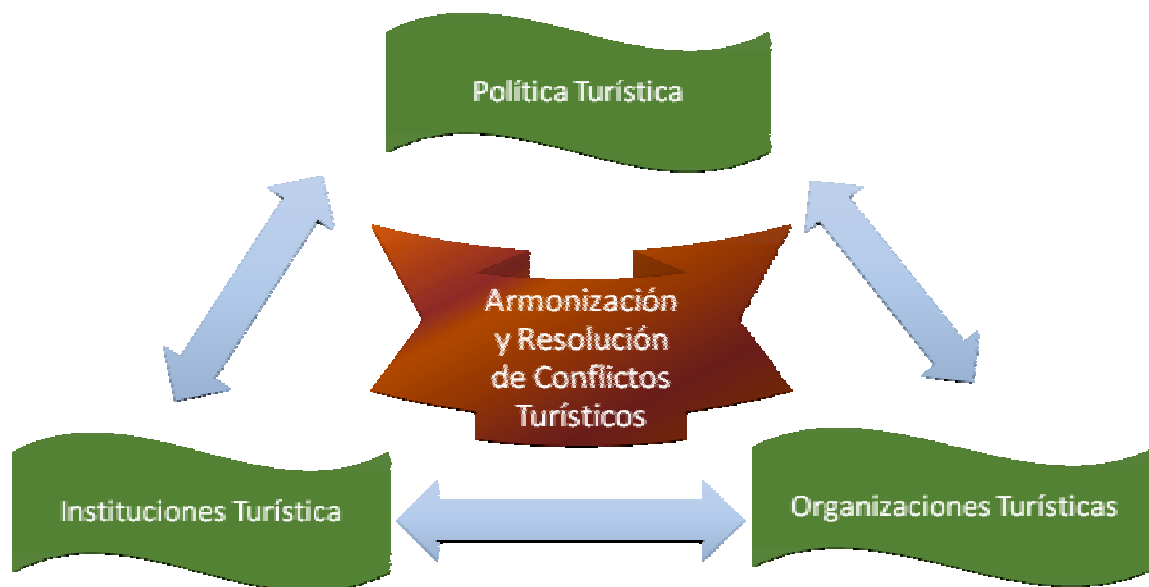 Política Turística
Armonización
y Resolución
de Conflictos
Turísticos
Instituciones Turística
Organizaciones Turísticas